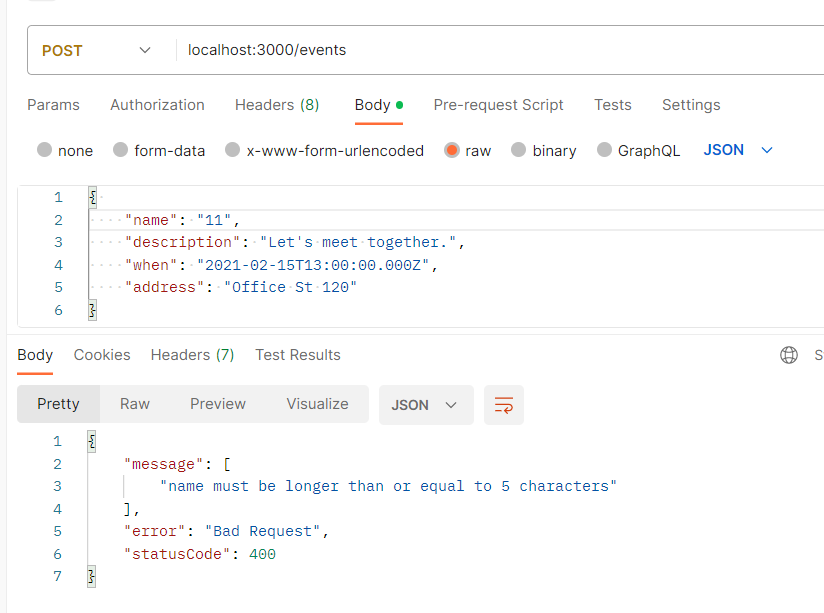 POST localhost:3000/events
Params Authorization Headers (8) Body Pre-request Script Tests Settings
none form-data x-www-form-urlencoded raw binary GraphQL JSON
1 {
2 "name": "11",
3 "description": "Let's meet together.",
4 "when": "2021-02-15T13:00:00.000Z",
5 "address": "Office St 120"
6 }
Body Cookies Headers (7) Test Results S
Pretty Raw Preview Visualize JSON
1 {
2 "message": [
3 "name must be longer than or equal to 5 characters"
4 ],
5 "error": "Bad Request",
6 "statusCode": 400
7 }